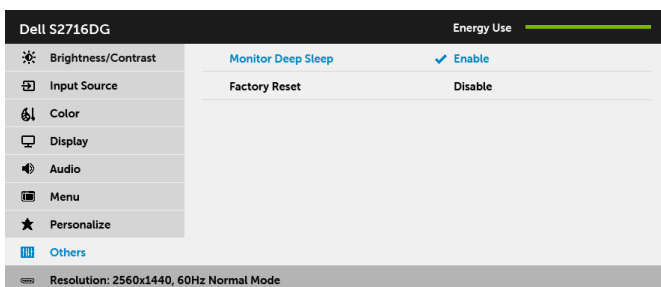 Dell S2716DG Energy Use
Brightness/Contrast Monitor Deep Sleep Enable
Input Source Factory Reset Disable
Color
Display
Audio
Menu
Personalize
Others
Resolution: 2560x1440, 60Hz Normal Mode